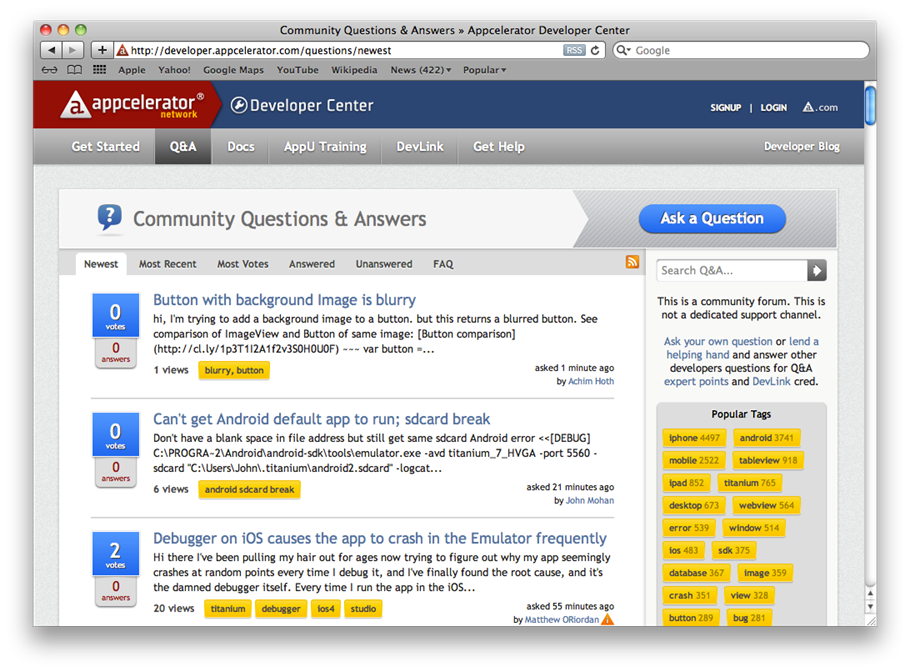 Community Questions & Answers » Appcelerator Developer Center
http://developer.appcelerator.com/questions/newest
RSS
Google
Apple Yahoo! Google Maps YouTube Wikipedia News (422) Popular
appcelerator®
network
Developer Center
SIGNUP | LOGIN a.com
Get Started Q&A Docs AppU Training DevLink Get Help Developer Blog
Community Questions & Answers
Ask a Question
Newest Most Recent Most Votes Answered Unanswered FAQ
0
votes
0
answers
Button with background Image is blurry
hi, I'm trying to add a background image to a button. but this returns a blurred button. See
comparison of ImageView and Button of same image: [Button comparison]
(http://cl.ly/1p3T1I2A1f2v3S0H0U0F) ~~~ var button =...
1 views blurry, button
asked 1 minute ago
by Achim Hoth
0
votes
0
answers
Can't get Android default app to run; sdcard break
Don't have a blank space in file address but still get same sdcard Android error <<[DEBUG]
C:\PROGRA~2\Android\android-sdk\tools\emulator.exe -avd titanium_7_HVGA -port 5560 -
sdcard "C:\Users\John\.titanium\android2.sdcard" -logcat...
6 views android sdcard break
asked 21 minutes ago
by John Mohan
2
votes
0
answers
Debugger on iOS causes the app to crash in the Emulator frequently
Hi there I've been pulling my hair out for ages now trying to figure out why my app seemingly
crashes at random points every time I debug it, and I've finally found the root cause, and it's
the damned debugger itself. Every time I run the app in the iOS...
20 views titanium debugger ios4 studio
asked 55 minutes ago
by Matthew ORiordan
Search Q&A...
This is a community forum. This is
not a dedicated support channel.
Ask your own question or lend a
helping hand and answer other
developers questions for Q&A
expert points and DevLink cred.
Popular Tags
iphone 4497 android 3741
mobile 2522 tableview 918
ipad 852 titanium 765
desktop 673 webview 564
error 539 window 514
ios 483 sdk 375
database 367 image 359
crash 351 view 328
button 289 bug 281